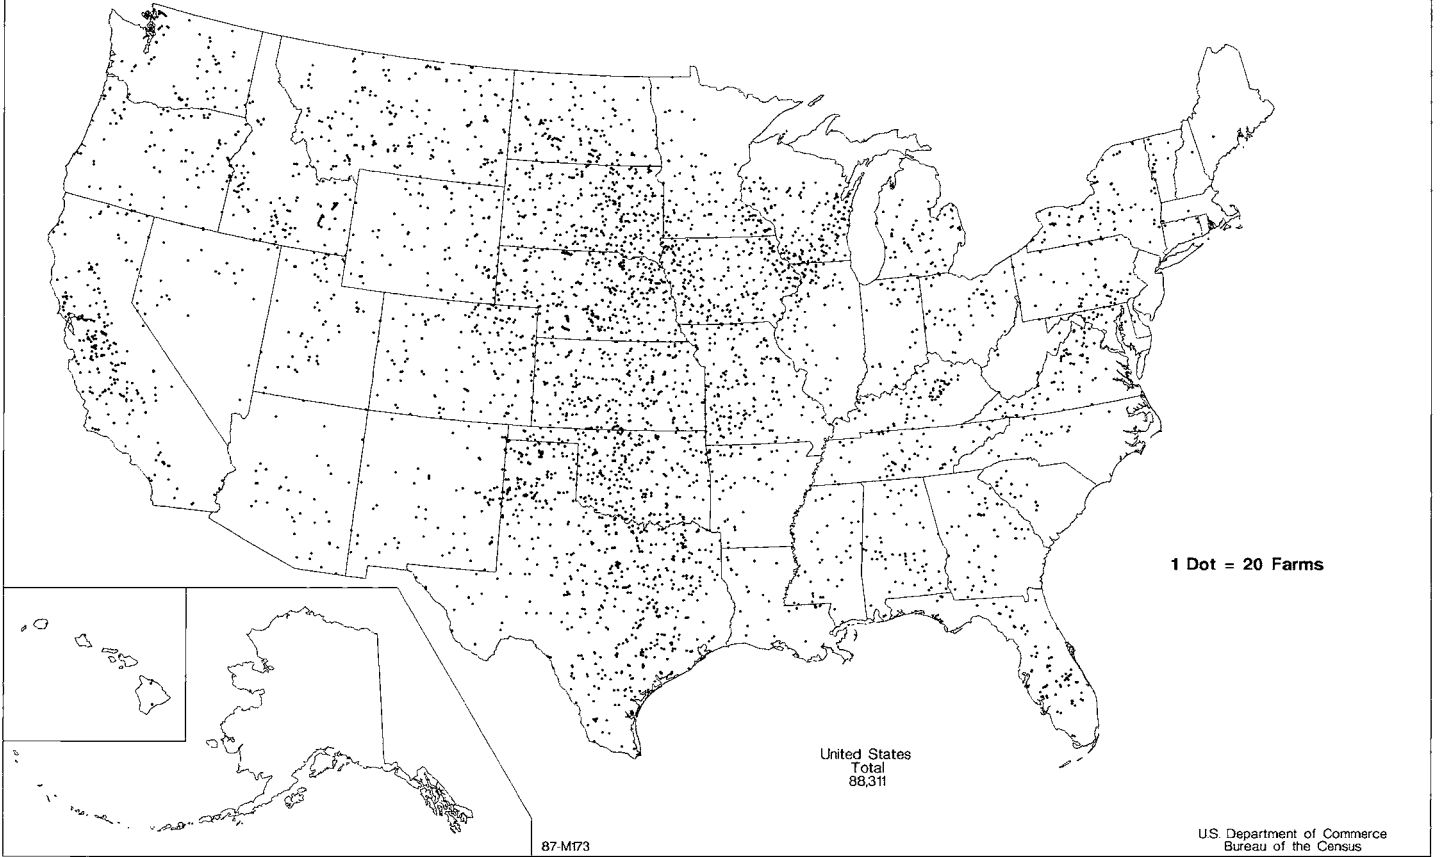 1 Dot = 20 Farms
United States
Total
88,311
87-M173
U.S. Department of Commerce
Bureau of the Census